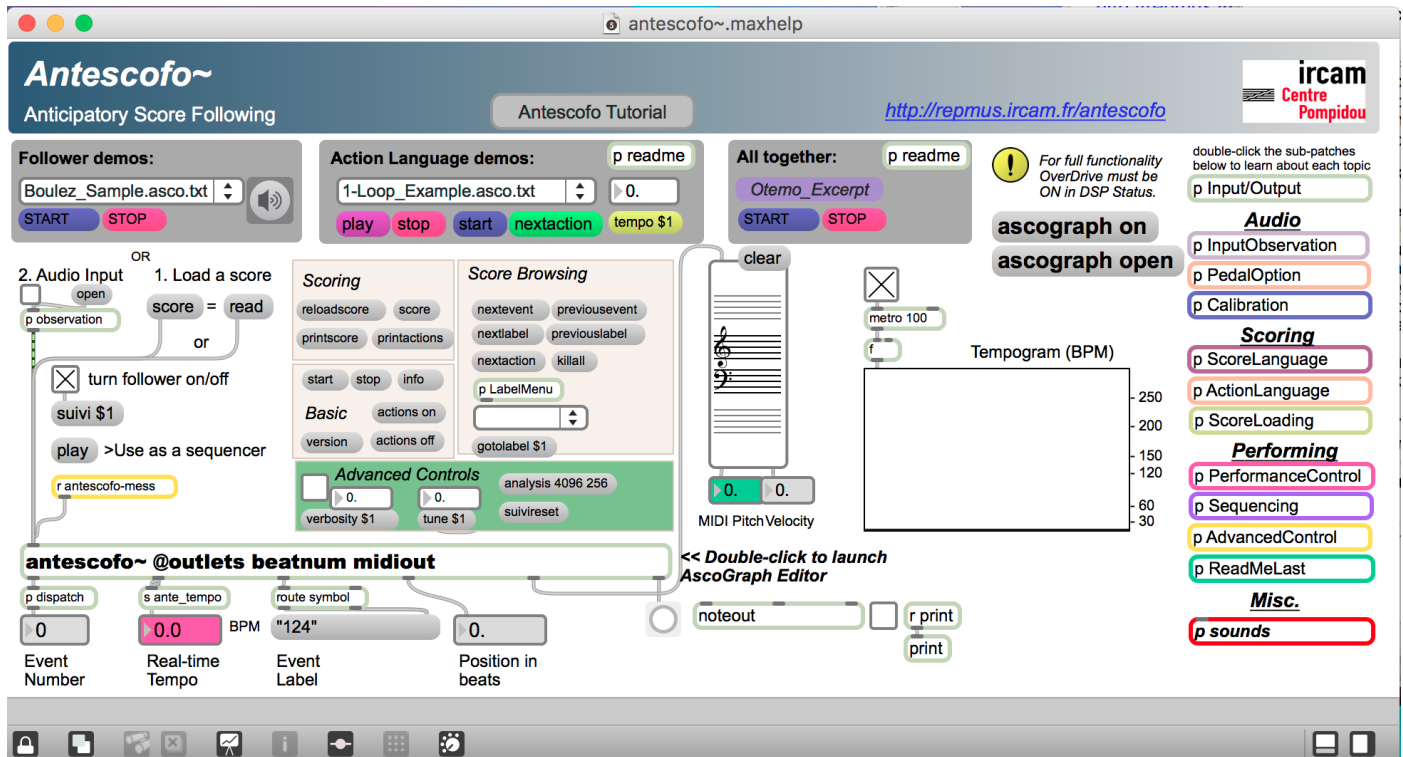 antescofo~.maxhelp
Antescofo~
Anticipatory Score Following
Antescofo Tutorial
http://repmus.ircam.fr/antescofo
ircam
Centre
Pompidou
Follower demos:
Boulez_Sample.asco.txt
START
STOP
Action Language demos:
p readme
1-Loop_Example.asco.txt
0.
play
stop
start
nextaction
tempo $1
All together:
p readme
Otemo_Excerpt
START
STOP
!
For full functionality
OverDrive must be
ON in DSP Status.
ascograph on
ascograph open
double-click the sub-patches
below to learn about each topic
p Input/Output
Audio
p InputObservation
p PedalOption
p Calibration
Scoring
p ScoreLanguage
p ActionLanguage
p ScoreLoading
Performing
p PerformanceControl
p Sequencing
p AdvancedControl
p ReadMeLast
Misc.
p sounds
OR
2. Audio Input
1. Load a score
open
p observation
score
=
read
or
turn follower on/off
suivi $1
play
>Use as a sequencer
r antescofo-mess
Scoring
reloadscore
score
printscore
printactions
start
stop
info
Basic
actions on
version
actions off
Score Browsing
nextevent
previousevent
nextlabel
previouslabel
nextaction
killall
p LabelMenu
gotolabel $1
Advanced Controls
0.
0.
analysis 4096 256
verbosity $1
tune $1
suivireset
clear
0.
0.
MIDI Pitch
Velocity
metro 100
f
Tempogram (BPM)
250
200
150
120
60
30
antescofo~ @outlets beatnum midiout
<< Double-click to launch
AscoGraph Editor
p dispatch
s ante_tempo
route symbol
0
0.0
BPM
"124"
0.
Event
Number
Real-time
Tempo
Event
Label
Position in
beats
noteout
r print
print